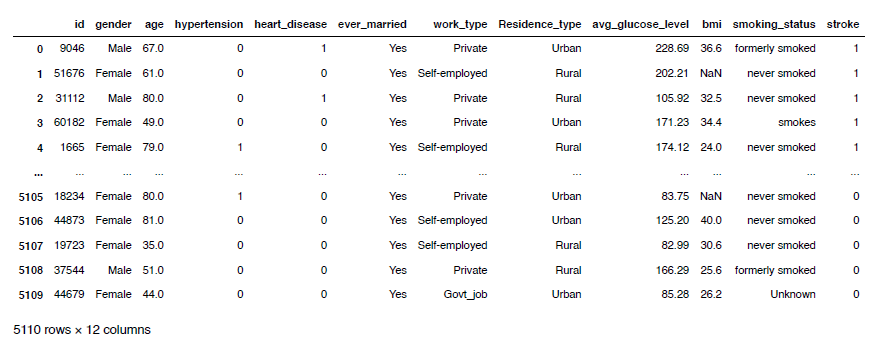 id gender age hypertension heart_disease ever_married work_type Residence_type avg_glucose_level bmi smoking_status stroke
0 9046 Male 67.0 0 1 Yes Private Urban 228.69 36.6 formerly smoked 1
1 51676 Female 61.0 0 0 Yes Self-employed Rural 202.21 NaN never smoked 1
2 31112 Male 80.0 0 1 Yes Private Rural 105.92 32.5 never smoked 1
3 60182 Female 49.0 0 0 Yes Private Urban 171.23 34.4 smokes 1
4 1665 Female 79.0 1 0 Yes Self-employed Rural 174.12 24.0 never smoked 1
... ... ... ... ... ... ... ... ... ... ... ... ...
5105 18234 Female 80.0 1 0 Yes Private Urban 83.75 NaN never smoked 0
5106 44873 Female 81.0 0 0 Yes Self-employed Urban 125.20 40.0 never smoked 0
5107 19723 Female 35.0 0 0 Yes Self-employed Rural 82.99 30.6 never smoked 0
5108 37544 Male 51.0 0 0 Yes Private Rural 166.29 25.6 formerly smoked 0
5109 44679 Female 44.0 0 0 Yes Govt_job Urban 85.28 26.2 Unknown 0
5110 rows × 12 columns